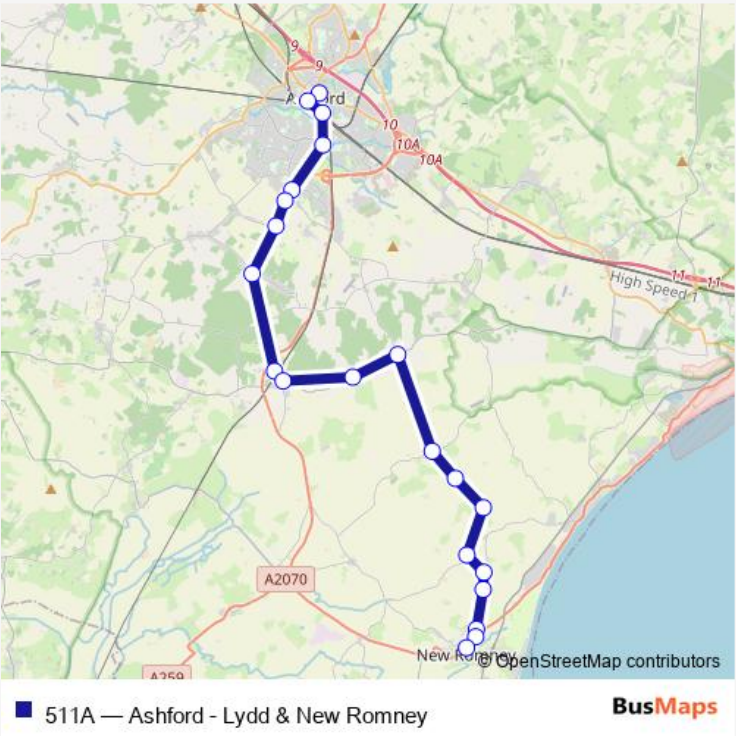 9
9
Ashford
10
10A
10A
High Speed 1
11
11
A2070
New Romney
© OpenStreetMap contributors
A259
511A — Ashford - Lydd & New Romney
BusMaps